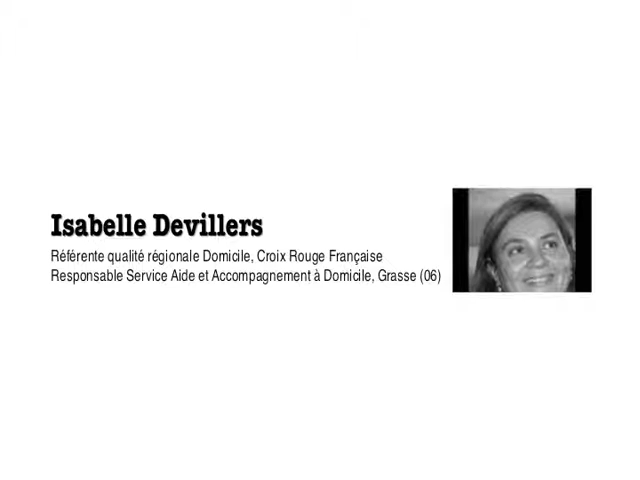 Isabelle Devillers
Référente qualité régionale Domicile, Croix Rouge Française
Responsable Service Aide et Accompagnement à Domicile, Grasse (06)